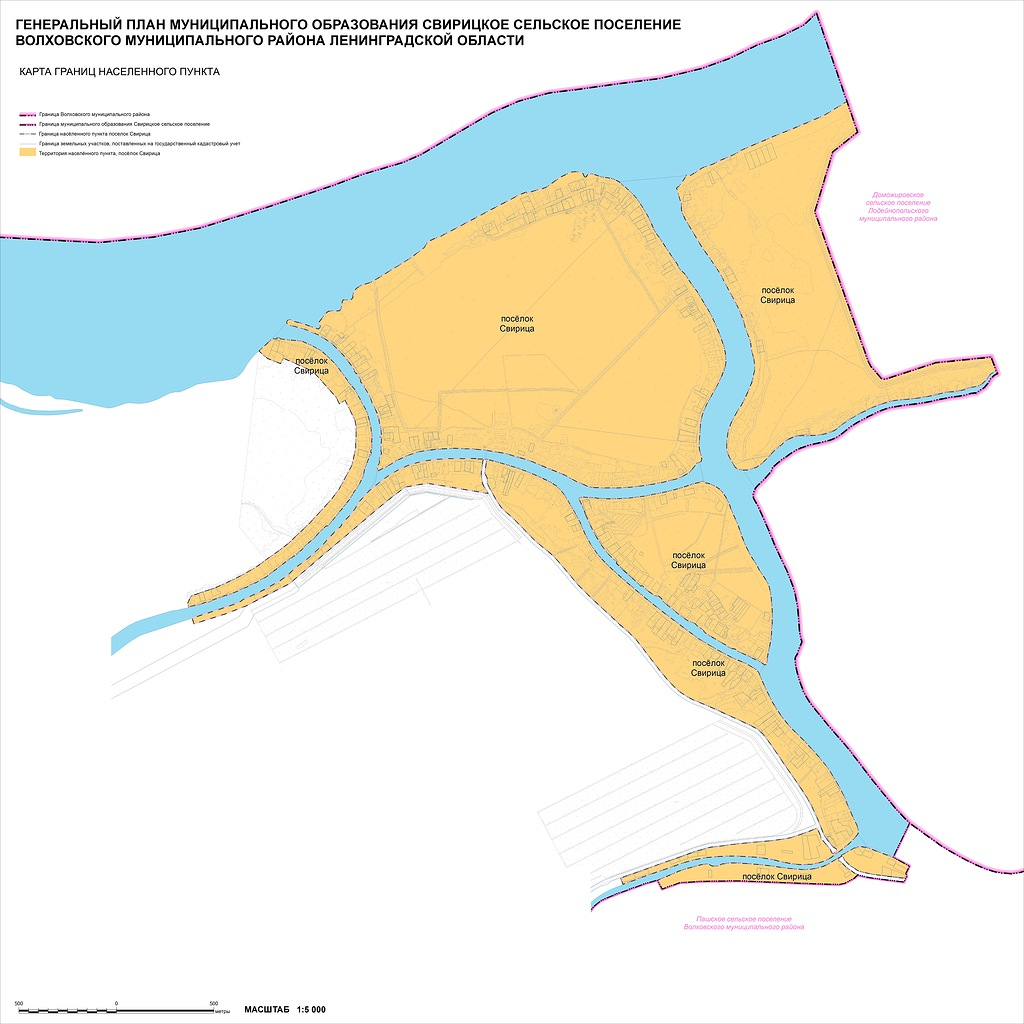 ГЕНЕРАЛЬНЫЙ ПЛАН МУНИЦИПАЛЬНОГО ОБРАЗОВАНИЯ СВИРИЦКОЕ СЕЛЬСКОЕ ПОСЕЛЕНИЕ
ВОЛХОВСКОГО МУНИЦИПАЛЬНОГО РАЙОНА ЛЕНИНГРАДСКОЙ ОБЛАСТИ
КАРТА ГРАНИЦ НАСЕЛЕННОГО ПУНКТА
Граница Волховского муниципального района
Граница муниципального образования Свирицкое сельское поселение
Граница населённого пункта поселок Свирица
Граница земельных участков, поставленных на государственный кадастровый учет
Территория населённого пункта, посёлок Свирица
Доможировское
сельское поселение
Лодейнопольского
муниципального района
посёлок
Свирица
посёлок
Свирица
посёлок
Свирица
посёлок
Свирица
посёлок
Свирица
посёлок Свирица
Пашское сельское поселение
Волховского муниципального района
500 0 500
метры
МАСШТАБ 1:5 000